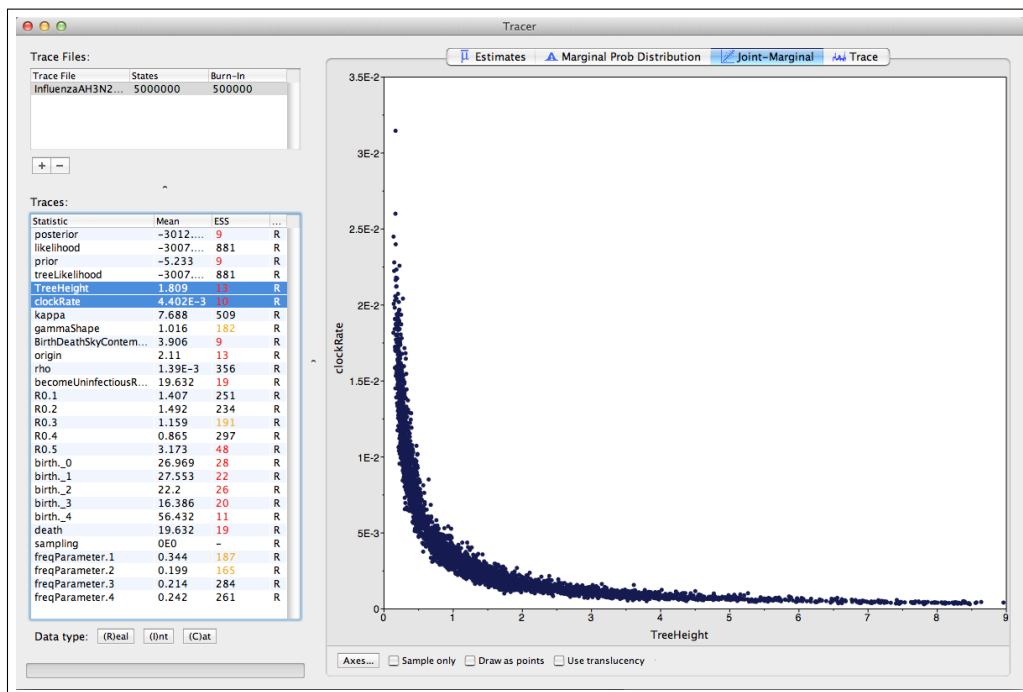 Tracer
Trace Files:
Trace File States Burn-In
InfluenzaAH3N2... 5000000 500000
+ −
Traces:
Statistic Mean ESS ...
posterior -3012.... 9 R
likelihood -3007.... 881 R
prior -5.233 9 R
treeLikelihood -3007.... 881 R
TreeHeight 1.809 13 R
clockRate 4.402E-3 10 R
kappa 7.688 509 R
gammaShape 1.016 182 R
BirthDeathSkyContem... 3.906 9 R
origin 2.11 13 R
rho 1.39E-3 356 R
becomeUninfectiousR... 19.632 19 R
R0.1 1.407 251 R
R0.2 1.492 234 R
R0.3 1.159 191 R
R0.4 0.865 297 R
R0.5 3.173 48 R
birth._0 26.969 28 R
birth._1 27.553 22 R
birth._2 22.2 26 R
birth._3 16.386 20 R
birth._4 56.432 11 R
death 19.632 19 R
sampling 0E0 - R
freqParameter.1 0.344 187 R
freqParameter.2 0.199 165 R
freqParameter.3 0.214 284 R
freqParameter.4 0.242 261 R
Data type: (R)eal (I)nt (C)at
μ Estimates Marginal Prob Distribution Joint-Marginal Trace
3.5E-2
3E-2
2.5E-2
2E-2
1.5E-2
1E-2
5E-3
0
clockRate
0 1 2 3 4 5 6 7 8 9
TreeHeight
Axes... Sample only Draw as points Use translucency